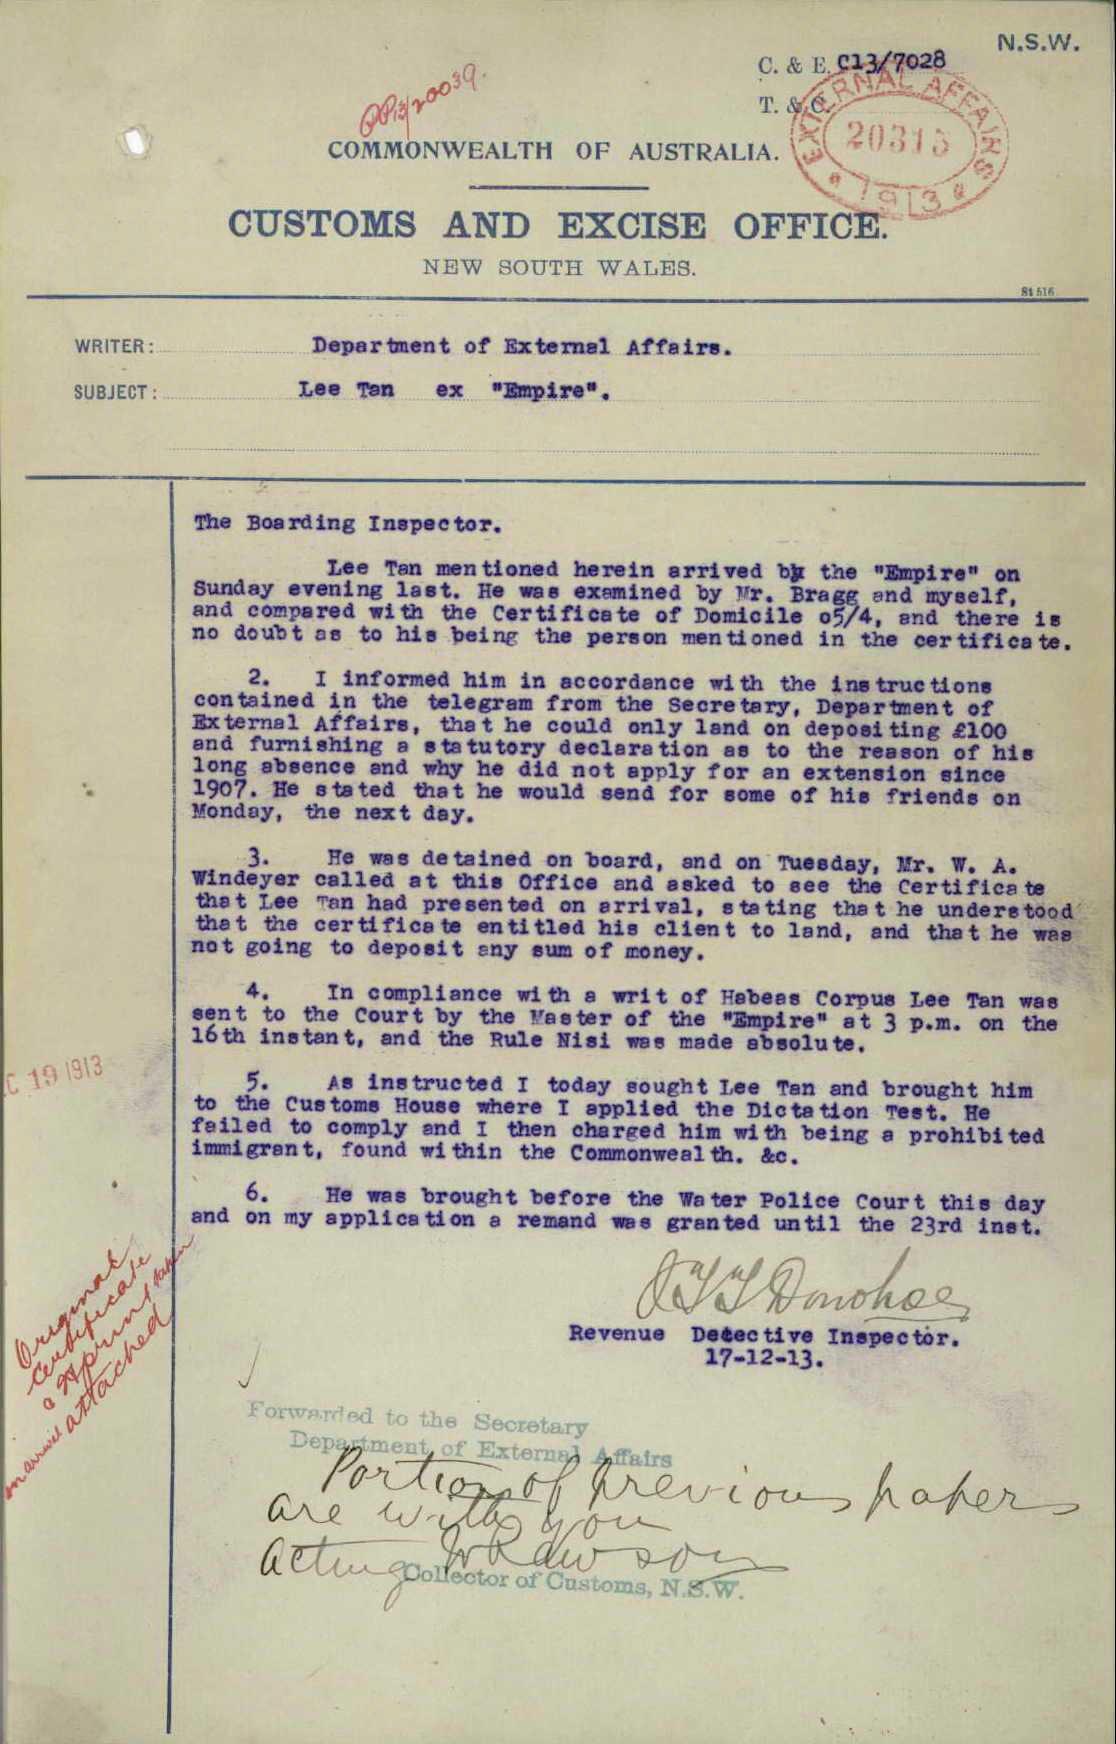 N.S.W.
C. & E. C13/7028
T. & C.
20039
EXTERNAL AFFAIRS
20315
1913
COMMONWEALTH OF AUSTRALIA.
CUSTOMS AND EXCISE OFFICE.
NEW SOUTH WALES.
St 516
WRITER: Department of External Affairs.
SUBJECT: Lee Tan ex "Empire".
The Boarding Inspector.
Lee Tan mentioned herein arrived by the "Empire" on
Sunday evening last. He was examined by Mr. Bragg and myself,
and compared with the Certificate of Domicile 05/4, and there is
no doubt as to his being the person mentioned in the certificate.
2. I informed him in accordance with the instructions
contained in the telegram from the Secretary, Department of
External Affairs, that he could only land on depositing £100
and furnishing a statutory declaration as to the reason of his
long absence and why he did not apply for an extension since
1907. He stated that he would send for some of his friends on
Monday, the next day.
3. He was detained on board, and on Tuesday, Mr. W. A.
Windeyer called at this Office and asked to see the Certificate
that Lee Tan had presented on arrival, stating that he understood
that the certificate entitled his client to land, and that he was
not going to deposit any sum of money.
4. In compliance with a writ of Habeas Corpus Lee Tan was
sent to the Court by the Master of the "Empire" at 3 p.m. on the
16th instant, and the Rule Nisi was made absolute.
C 19 1913
5. As instructed I today sought Lee Tan and brought him
to the Customs House where I applied the Dictation Test. He
failed to comply and I then charged him with being a prohibited
immigrant, found within the Commonwealth. &c.
6. He was brought before the Water Police Court this day
and on my application a remand was granted until the 23rd inst.
Original
Certificate
& Hprint taken
on arrival attached
Donohoe
Revenue Detective Inspector.
17-12-13.
Forwarded to the Secretary
Department of External Affairs
Portion of previous papers
are with you
Acting
Collector of Customs, N.S.W.